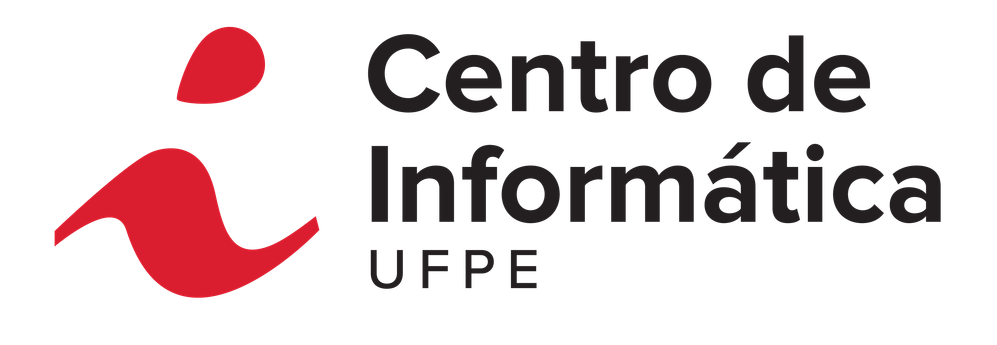 Centro de
Informática
UFPE